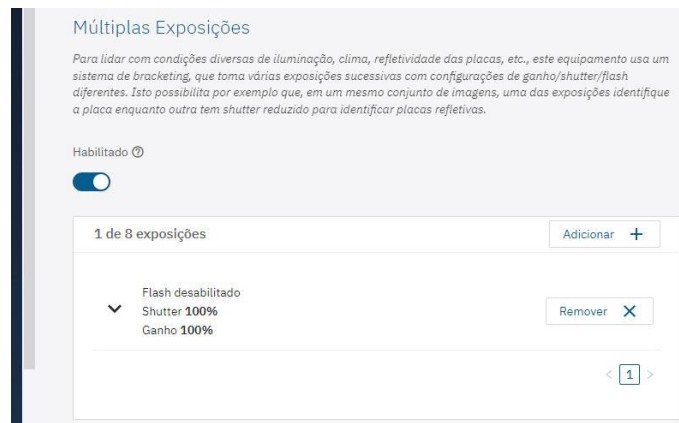 Múltiplas Exposições
Para lidar com condições diversas de iluminação, clima, refletividade das placas, etc., este equipamento usa um
sistema de bracketing, que toma várias exposições sucessivas com configurações de ganho/shutter/flash
diferentes. Isto possibilita por exemplo que, em um mesmo conjunto de imagens, uma das exposições identifique
a placa enquanto outra tem shutter reduzido para identificar placas refletivas.
Habilitado ?
1 de 8 exposições
Adicionar +
Flash desabilitado
Shutter 100%
Ganho 100%
Remover X
< 1 >